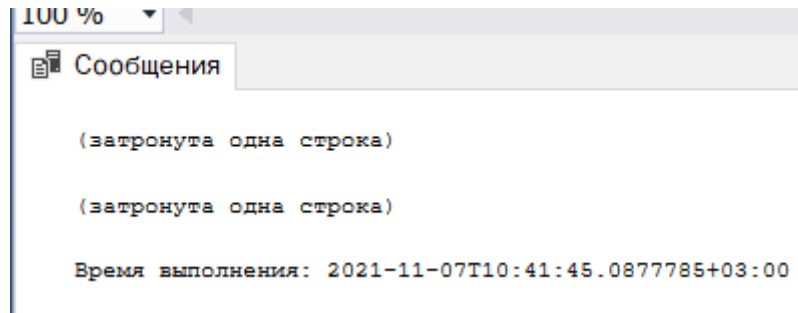 100 %
Сообщения
(затронута одна строка)
(затронута одна строка)
Время выполнения: 2021-11-07T10:41:45.0877785+03:00